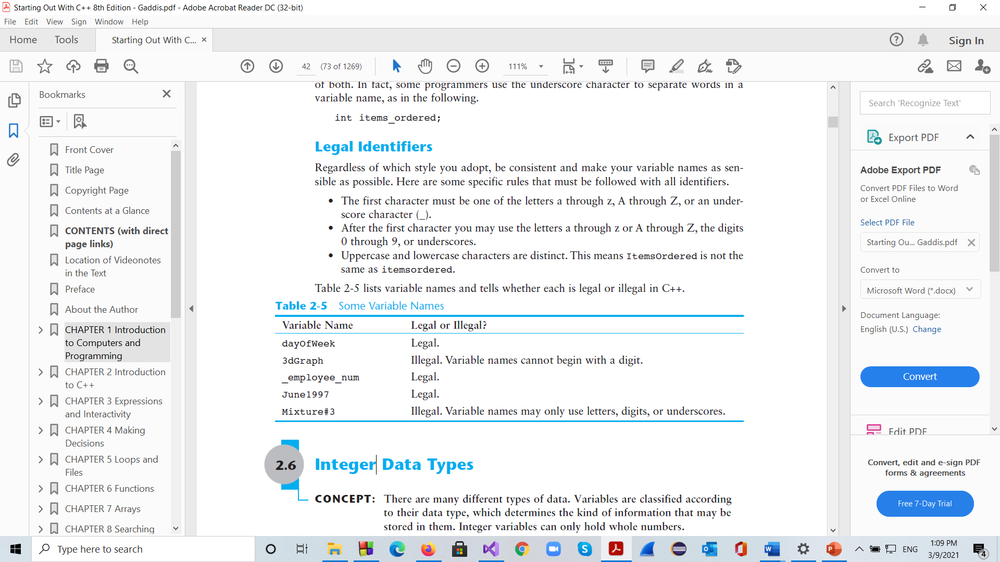 Starting Out With C++ 8th Edition - Gaddis.pdf - Adobe Acrobat Reader DC (32-bit)
File Edit View Sign Window Help
Home Tools Starting Out With C... × Sign In
42 (73 of 1269) 111%
Bookmarks
Front Cover
Title Page
Copyright Page
Contents at a Glance
CONTENTS (with direct
page links)
Location of Videonotes
in the Text
Preface
About the Author
CHAPTER 1 Introduction
to Computers and
Programming
CHAPTER 2 Introduction
to C++
CHAPTER 3 Expressions
and Interactivity
CHAPTER 4 Making
Decisions
CHAPTER 5 Loops and
Files
CHAPTER 6 Functions
CHAPTER 7 Arrays
CHAPTER 8 Searching
of both. In fact, some programmers use the underscore character to separate words in a
variable name, as in the following.
int items_ordered;
Legal Identifiers
Regardless of which style you adopt, be consistent and make your variable names as sen-
sible as possible. Here are some specific rules that must be followed with all identifiers.
• The first character must be one of the letters a through z, A through Z, or an under-
score character (_).
• After the first character you may use the letters a through z or A through Z, the digits
0 through 9, or underscores.
• Uppercase and lowercase characters are distinct. This means ItemsOrdered is not the
same as itemsordered.
Table 2-5 lists variable names and tells whether each is legal or illegal in C++.
Table 2-5 Some Variable Names
Variable Name Legal or Illegal?
dayOfWeek Legal.
3dGraph Illegal. Variable names cannot begin with a digit.
_employee_num Legal.
June1997 Legal.
Mixture#3 Illegal. Variable names may only use letters, digits, or underscores.
2.6 Integer Data Types
CONCEPT: There are many different types of data. Variables are classified according
to their data type, which determines the kind of information that may be
stored in them. Integer variables can only hold whole numbers.
Search 'Recognize Text'
Export PDF
Adobe Export PDF
Convert PDF Files to Word
or Excel Online
Select PDF File
Starting Ou... Gaddis.pdf
Convert to
Microsoft Word (*.docx)
Document Language:
English (U.S.) Change
Convert
Edit PDF
Convert, edit and e-sign PDF
forms & agreements
Free 7-Day Trial
Type here to search
ENG
1:09 PM
3/9/2021
4